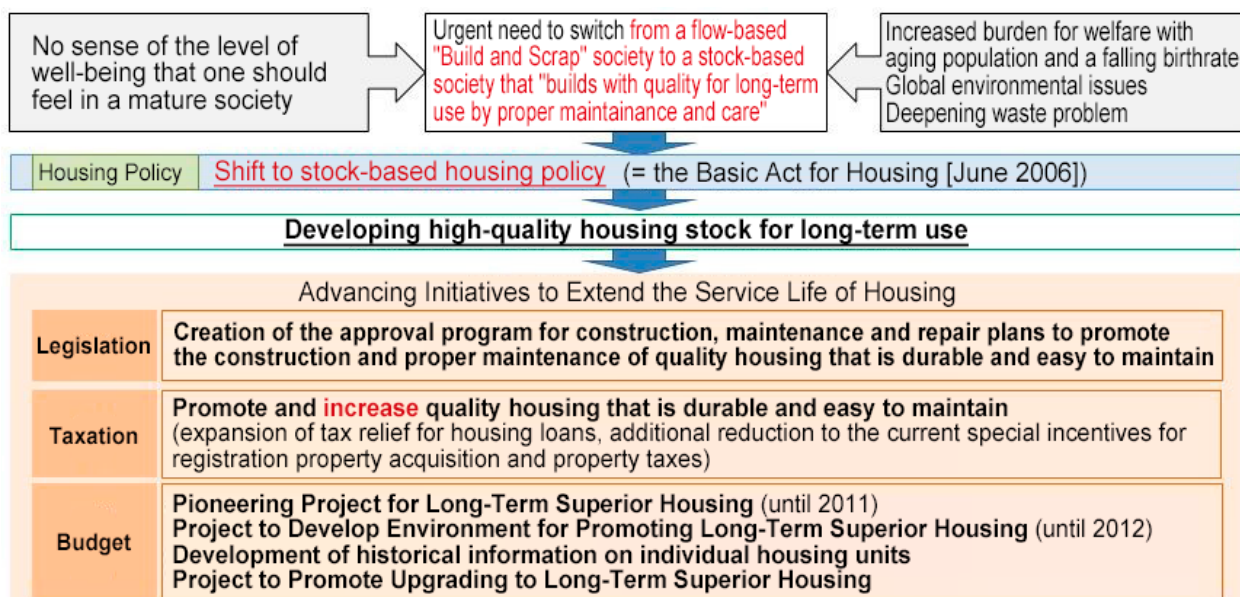 No sense of the level of
well-being that one should
feel in a mature society
Urgent need to switch from a flow-based
"Build and Scrap" society to a stock-based
society that "builds with quality for long-term
use by proper maintainance and care"
Increased burden for welfare with
aging population and a falling birthrate
Global environmental issues
Deepening waste problem
Housing Policy Shift to stock-based housing policy (= the Basic Act for Housing [June 2006])
Developing high-quality housing stock for long-term use
Advancing Initiatives to Extend the Service Life of Housing
Legislation
Creation of the approval program for construction, maintenance and repair plans to promote
the construction and proper maintenance of quality housing that is durable and easy to maintain
Taxation
Promote and increase quality housing that is durable and easy to maintain
(expansion of tax relief for housing loans, additional reduction to the current special incentives for
registration property acquisition and property taxes)
Budget
Pioneering Project for Long-Term Superior Housing (until 2011)
Project to Develop Environment for Promoting Long-Term Superior Housing (until 2012)
Development of historical information on individual housing units
Project to Promote Upgrading to Long-Term Superior Housing